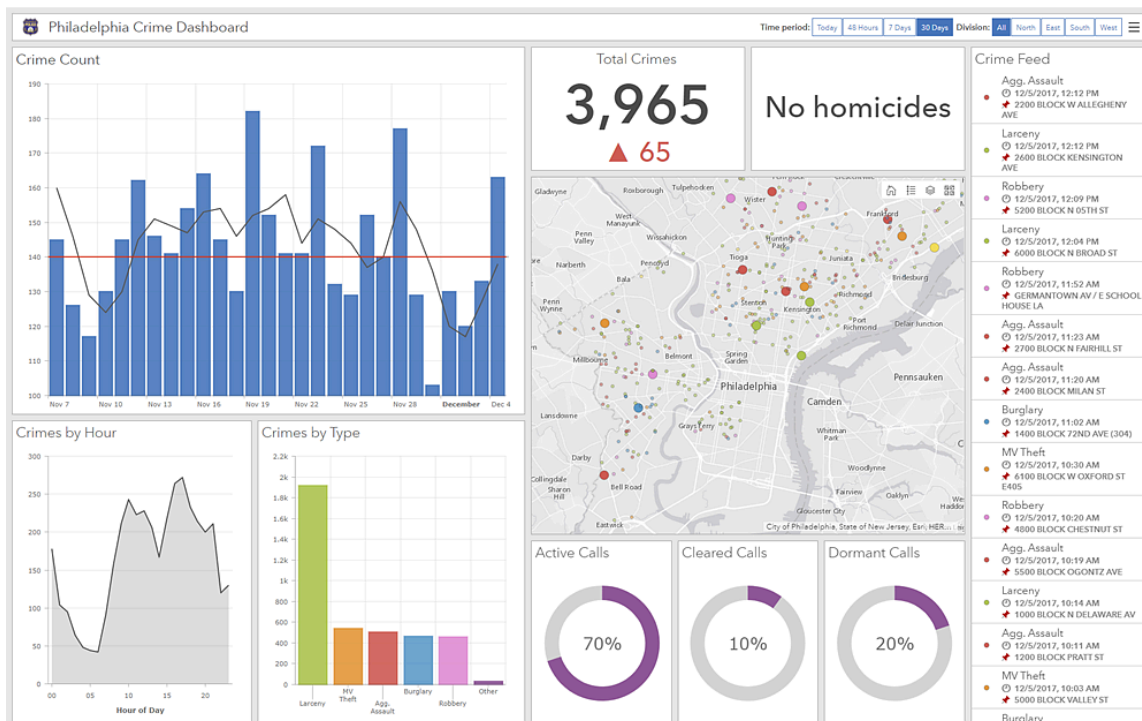 Philadelphia Crime Dashboard
Time period: Today 48 Hours 7 Days 30 Days Division: All North East South West
Crime Count
190
180
170
160
150
140
130
120
110
100
Nov 7 Nov 10 Nov 13 Nov 16 Nov 19 Nov 22 Nov 25 Nov 28 December Dec 4
Crimes by Hour
300
250
200
150
100
50
0
00 05 10 15 20
Hour of Day
Crimes by Type
2.2k
2k
1.8k
1.6k
1.4k
1.2k
1k
800
600
400
200
0
Larceny MV Theft Agg. Assault Burglary Robbery Other
Total Crimes
3,965
▲ 65
No homicides
Gladwyne
Roxborough
Tulpehocken
Wister
West Manayunk
Wissahickon
Penn Valley
Hunting Park
Frankford
Narberth
Pencoyd
Tioga
Juniata
Bridesburg
Bala
Penn Wynne
Stenton
Richmond
Kensington
Port Richmond
Delair Junction
Millbourne
Belmont
Spring Garden
Philadelphia
Pennsauken
Camden
Lansdowne
Grays Ferry
Whitman Park
Darby
Collingdale
Sharon Hill
Bell Road
Woodlynne
Fairview
Oaklyn
Gloucester City
Eastwick
City of Philadelphia, State of New Jersey, Esri, HER...
Active Calls
70%
Cleared Calls
10%
Dormant Calls
20%
Crime Feed
Agg. Assault
12/5/2017, 12:12 PM
2200 BLOCK W ALLEGHENY
AVE
Larceny
12/5/2017, 12:12 PM
2600 BLOCK KENSINGTON
AVE
Robbery
12/5/2017, 12:09 PM
5200 BLOCK N 05TH ST
Larceny
12/5/2017, 12:04 PM
6000 BLOCK N BROAD ST
Robbery
12/5/2017, 11:52 AM
GERMANTOWN AV / E SCHOOL
HOUSE LA
Agg. Assault
12/5/2017, 11:23 AM
2700 BLOCK N FAIRHILL ST
Agg. Assault
12/5/2017, 11:20 AM
2400 BLOCK MILAN ST
Burglary
12/5/2017, 11:02 AM
1400 BLOCK 72ND AVE (304)
MV Theft
12/5/2017, 10:30 AM
6100 BLOCK W OXFORD ST
E405
Robbery
12/5/2017, 10:20 AM
4800 BLOCK CHESTNUT ST
Agg. Assault
12/5/2017, 10:19 AM
5500 BLOCK OGONTZ AVE
Larceny
12/5/2017, 10:14 AM
1000 BLOCK N DELAWARE AV
Agg. Assault
12/5/2017, 10:11 AM
1200 BLOCK PRATT ST
MV Theft
12/5/2017, 10:03 AM
5000 BLOCK VALLEY ST
Burglary